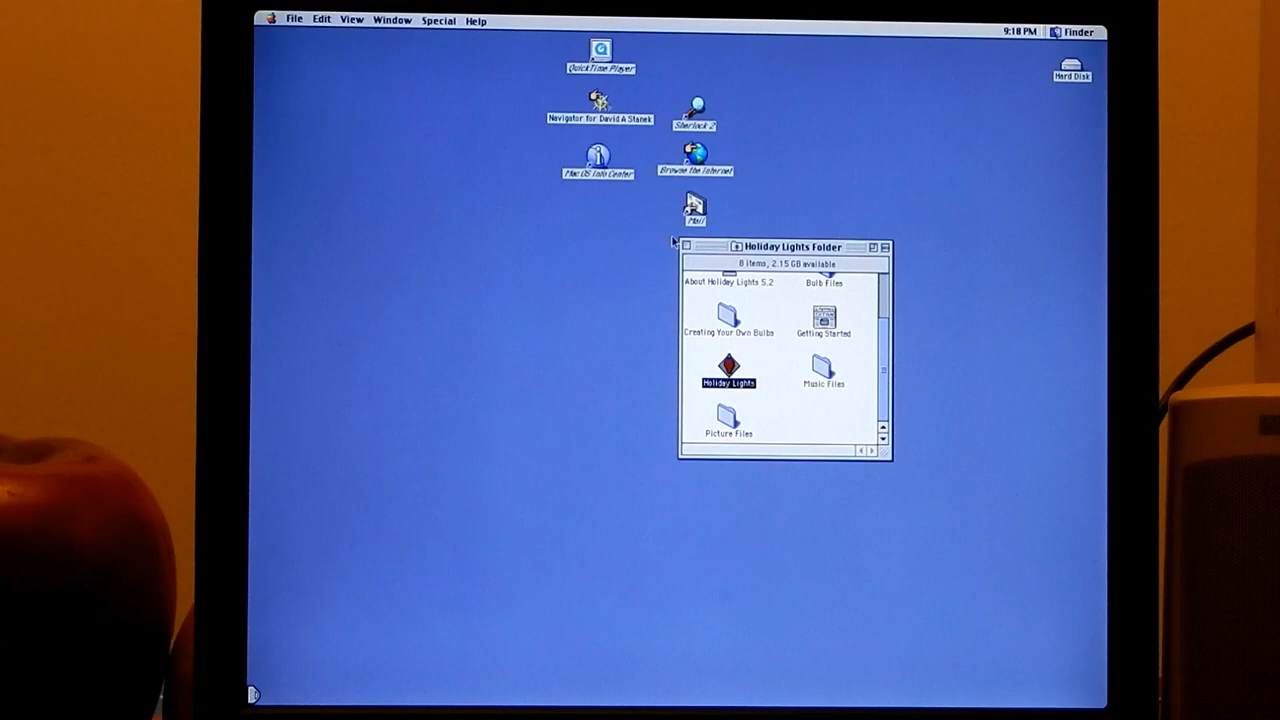 File Edit View Window Special Help
9:18 PM Finder
QuickTime Player
Hard Disk
Navigator for David A Stanek
Sherlock 2
Mac OS Info Center
Browse the Internet
Mail
Holiday Lights Folder
8 items, 2.15 GB available
About Holiday Lights 5.2
Bulb Files
Creating Your Own Bulbs
Getting Started
Holiday Lights
Music Files
Picture Files